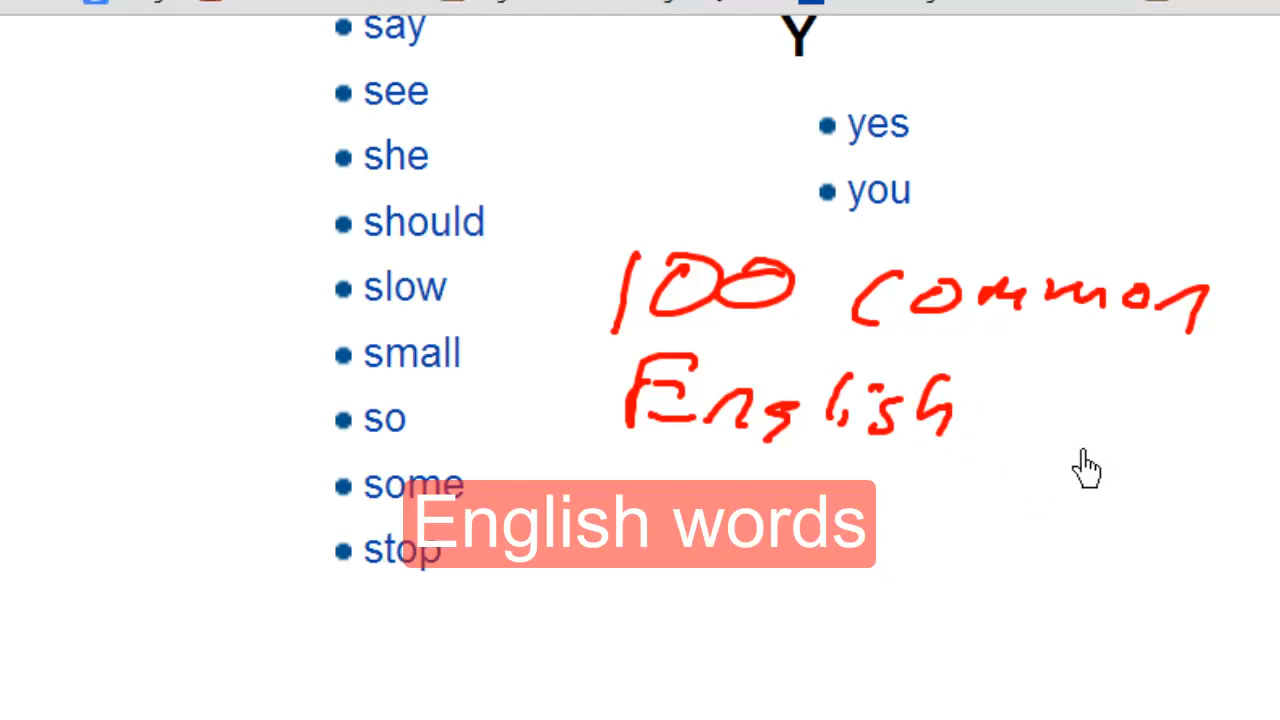 say
see
she
should
slow
small
so
some
stop
Y
yes
you
100 common
English
English words